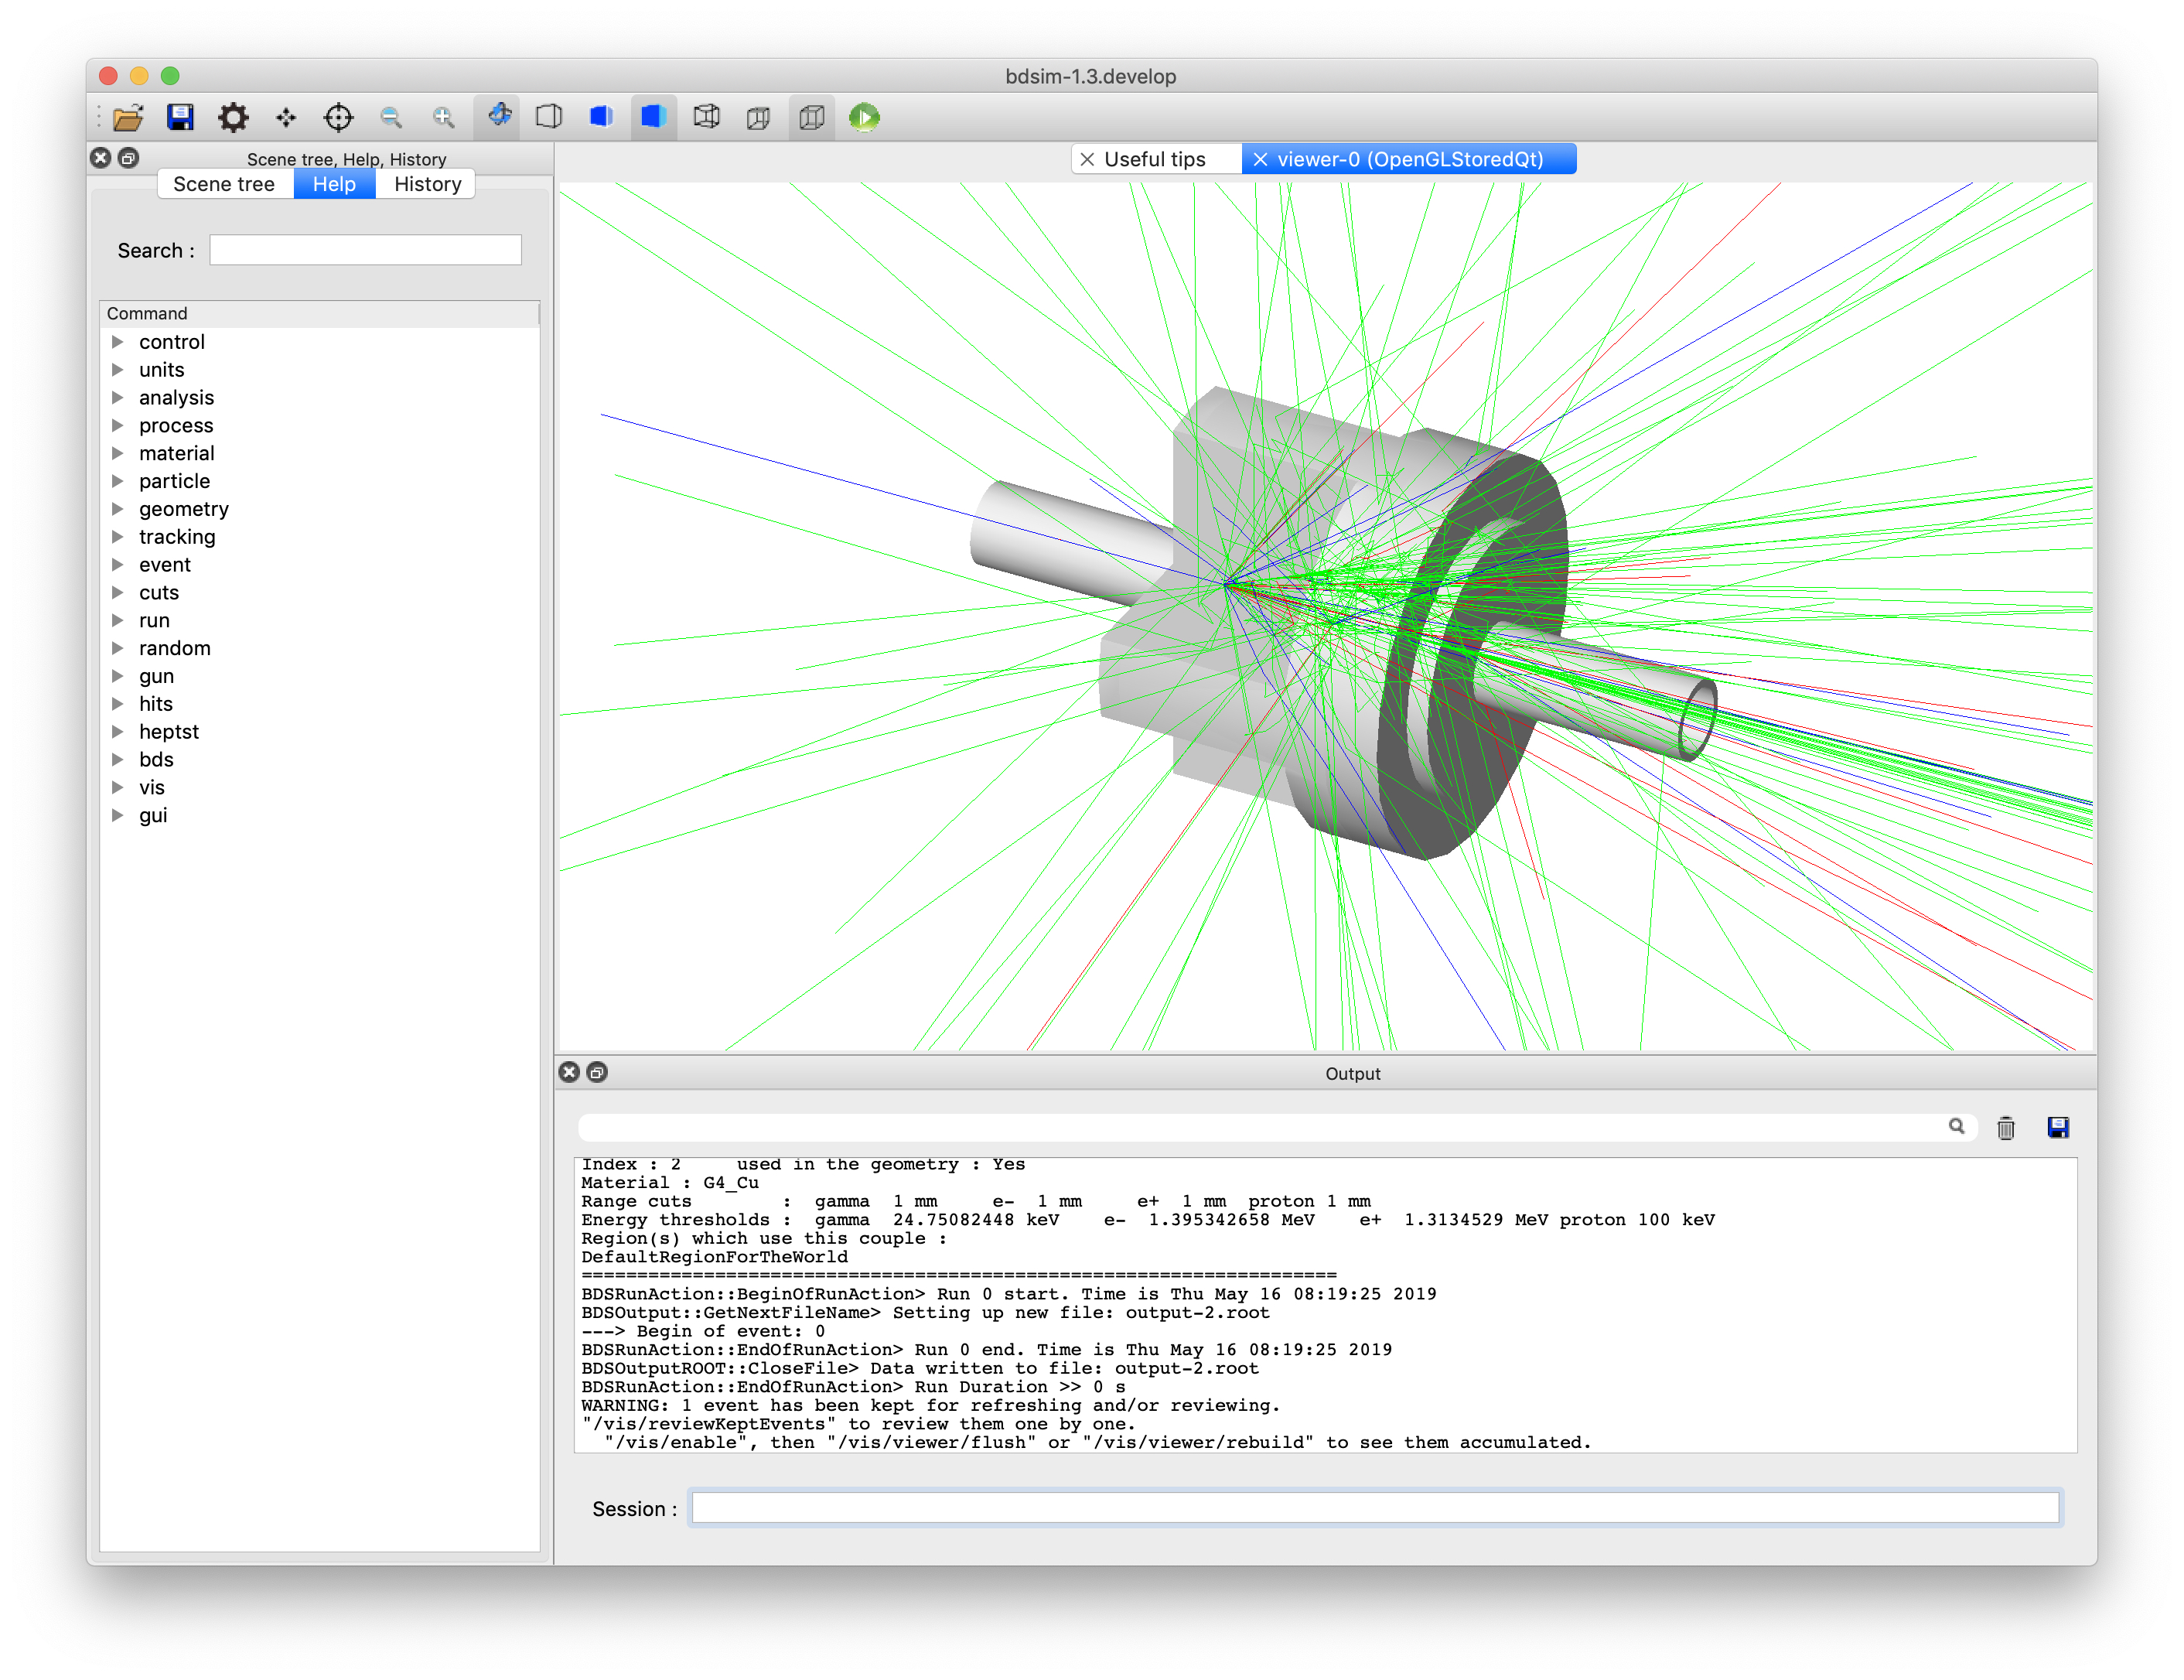 bdsim-1.3.develop
Scene tree, Help, History
Scene tree Help History
Search :
Command
control
units
analysis
process
material
particle
geometry
tracking
event
cuts
run
random
gun
hits
heptst
bds
vis
gui
Useful tips viewer-0 (OpenGLStoredQt)
Output
Index : 2 used in the geometry : Yes
Material : G4_Cu
Range cuts : gamma 1 mm e- 1 mm e+ 1 mm proton 1 mm
Energy thresholds : gamma 24.75082448 keV e- 1.395342658 MeV e+ 1.3134529 MeV proton 100 keV
Region(s) which use this couple :
DefaultRegionForTheWorld
====================================================================
BDSRunAction::BeginOfRunAction> Run 0 start. Time is Thu May 16 08:19:25 2019
BDSOutput::GetNextFileName> Setting up new file: output-2.root
---> Begin of event: 0
BDSRunAction::EndOfRunAction> Run 0 end. Time is Thu May 16 08:19:25 2019
BDSOutputROOT::CloseFile> Data written to file: output-2.root
BDSRunAction::EndOfRunAction> Run Duration >> 0 s
WARNING: 1 event has been kept for refreshing and/or reviewing.
"/vis/reviewKeptEvents" to review them one by one.
"/vis/enable", then "/vis/viewer/flush" or "/vis/viewer/rebuild" to see them accumulated.
Session :